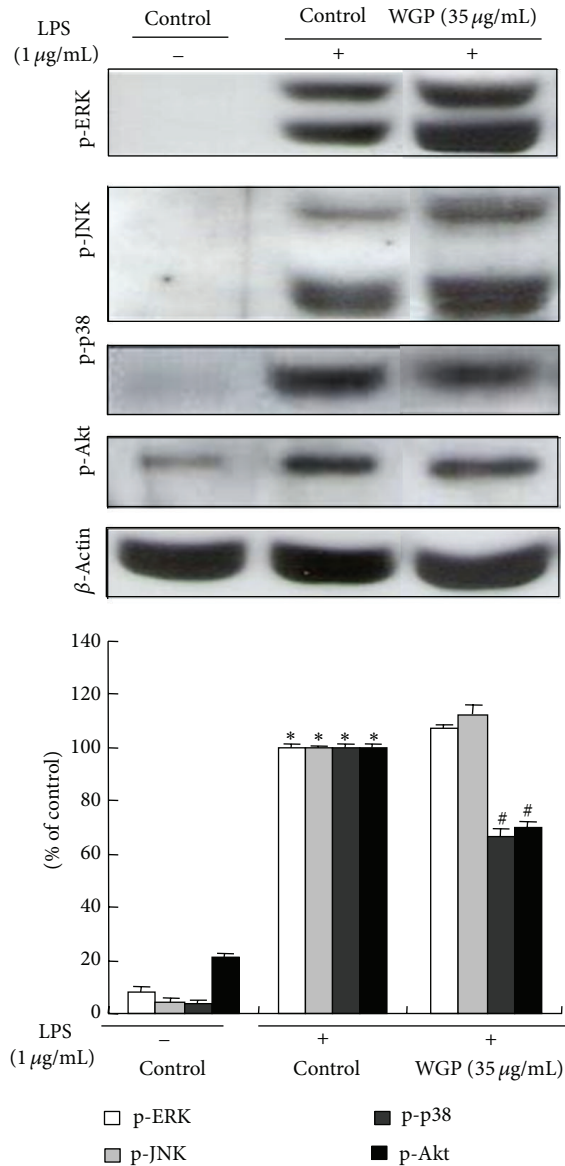 LPS
(1 μg/mL)
Control
Control
WGP (35 μg/mL)
−
+
+
p-ERK
p-JNK
p-p38
p-Akt
β-Actin
140
120
100
80
60
40
20
0
(% of control)
* * * *
# #
LPS
(1 μg/mL)
−
+
+
Control
Control
WGP (35 μg/mL)
p-ERK
p-p38
p-JNK
p-Akt